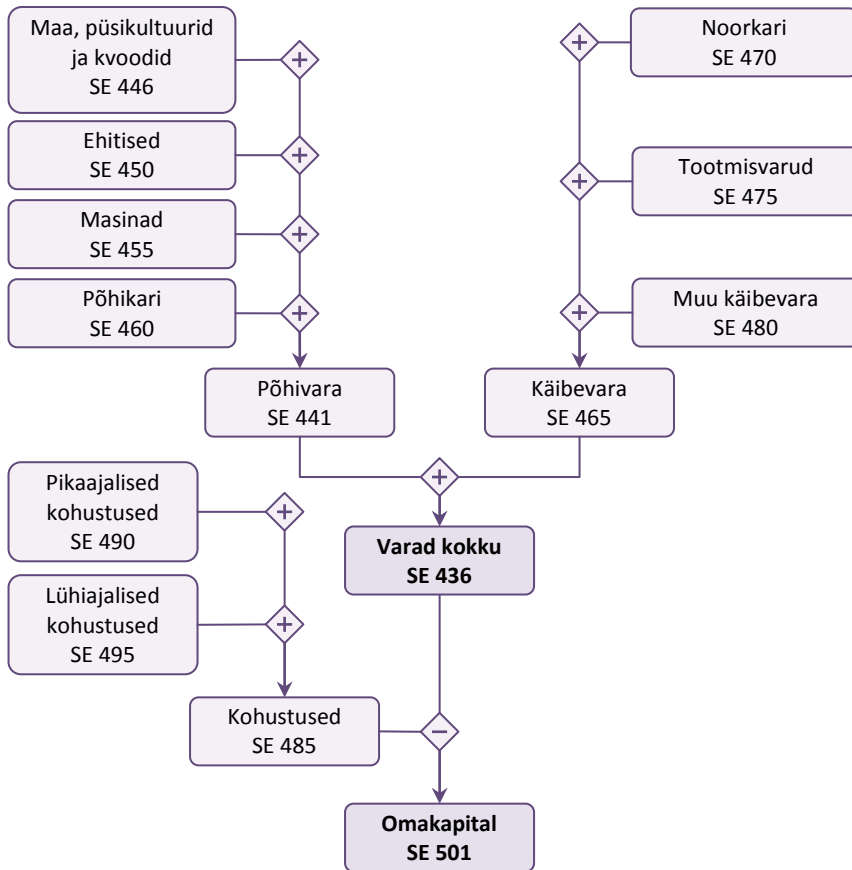 Maa, püsikultuurid
ja kvoodid
SE 446
Ehitised
SE 450
Masinad
SE 455
Põhikari
SE 460
Noorkari
SE 470
Tootmisvarud
SE 475
Muu käibevara
SE 480
Põhivara
SE 441
Käibevara
SE 465
Pikaajalised
kohustused
SE 490
Varad kokku
SE 436
Lühiajalised
kohustused
SE 495
Kohustused
SE 485
Omakapital
SE 501